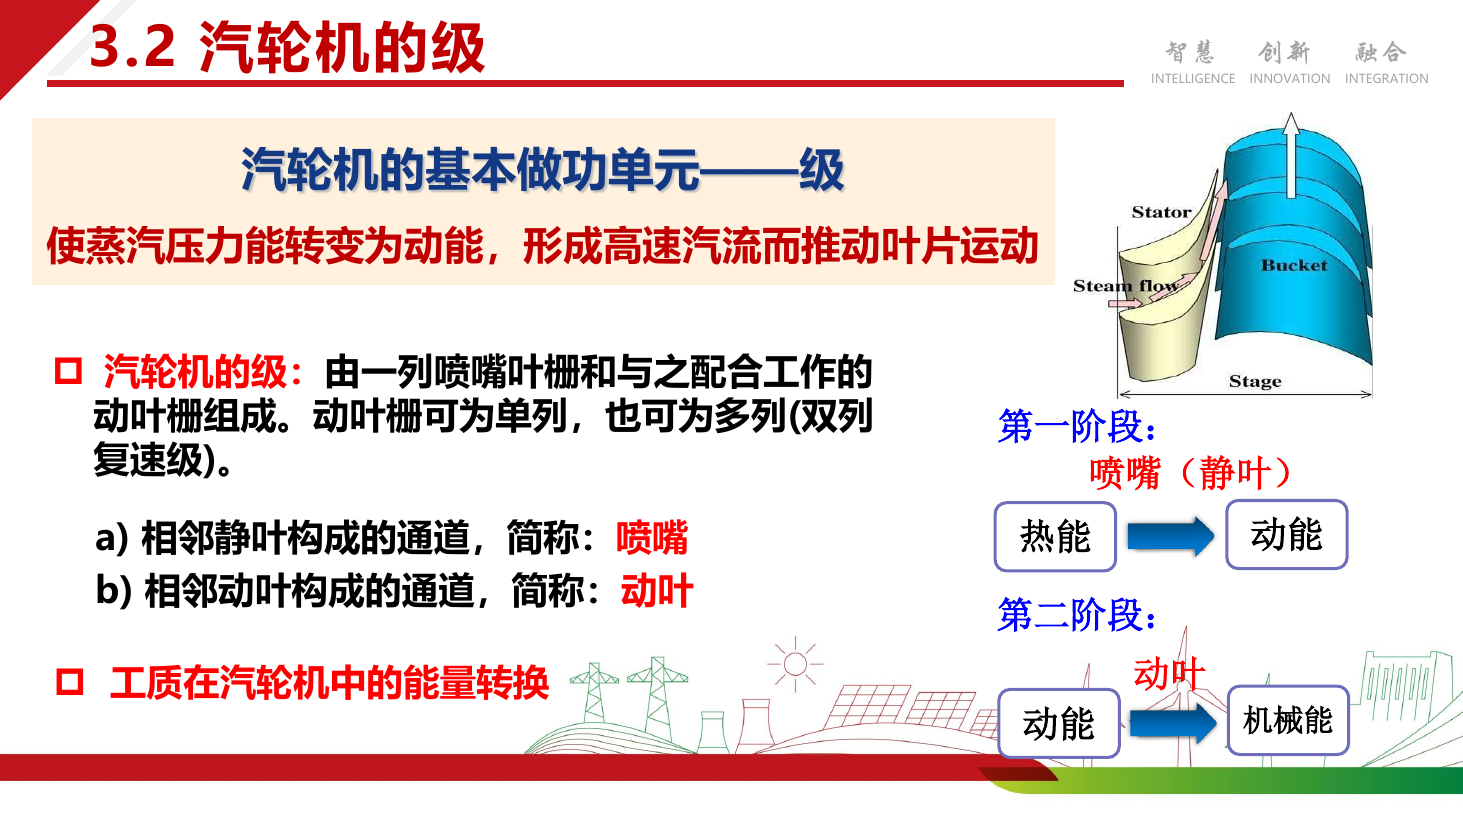 3.2 汽轮机的级
智慧 创新 融合
INTELLIGENCE INNOVATION INTEGRATION
汽轮机的基本做功单元——级
使蒸汽压力能转变为动能，形成高速汽流而推动叶片运动
Stator
Bucket
Steam flow
Stage
汽轮机的级：由一列喷嘴叶栅和与之配合工作的
动叶栅组成。动叶栅可为单列，也可为多列(双列
复速级)。
a) 相邻静叶构成的通道，简称：喷嘴
b) 相邻动叶构成的通道，简称：动叶
工质在汽轮机中的能量转换
第一阶段：
喷嘴（静叶）
热能 动能
第二阶段：
动叶
动能 机械能